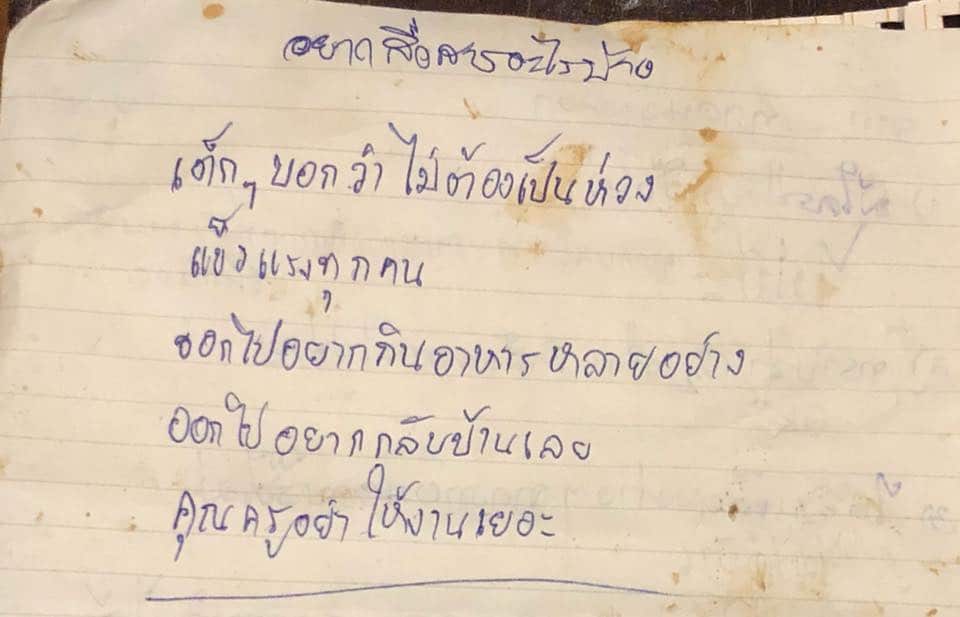 อยากสื่อสารอะไรบ้าง
เด็กๆ บอกว่า ไม่ต้องเป็นห่วง
แข็งแรงทุกคน
ออกไปอยากกินอาหารหลายอย่าง
ออกไปอยากกลับบ้านเลย
คุณครูอย่าให้งานเยอะ